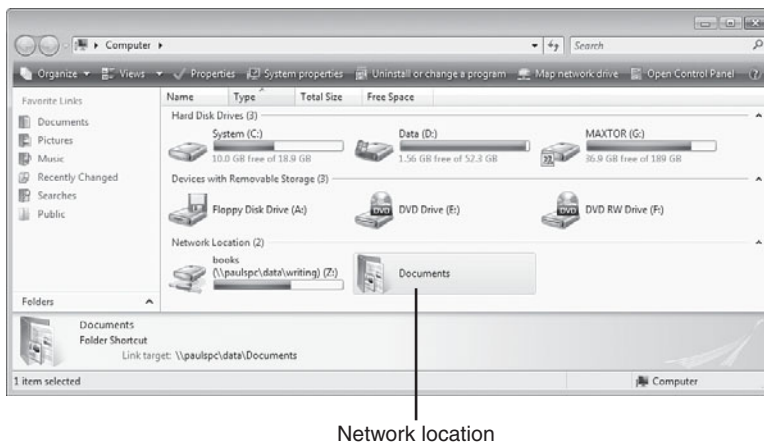 Computer
Search
Organize Views Properties System properties Uninstall or change a program Map network drive Open Control Panel
Favorite Links
Documents
Pictures
Music
Recently Changed
Searches
Public
Folders
Name Type Total Size Free Space
Hard Disk Drives (3)
System (C:) Data (D:) MAXTOR (G:)
10.0 GB free of 18.9 GB 1.56 GB free of 52.3 GB 36.9 GB free of 189 GB
Devices with Removable Storage (3)
Floppy Disk Drive (A:) DVD Drive (E:) DVD RW Drive (F:)
Network Location (2)
books
(\\paulspc\data\writing) (Z:) Documents
Documents
Folder Shortcut
Link target: \\paulspc\data\Documents
1 item selected Computer
Network location